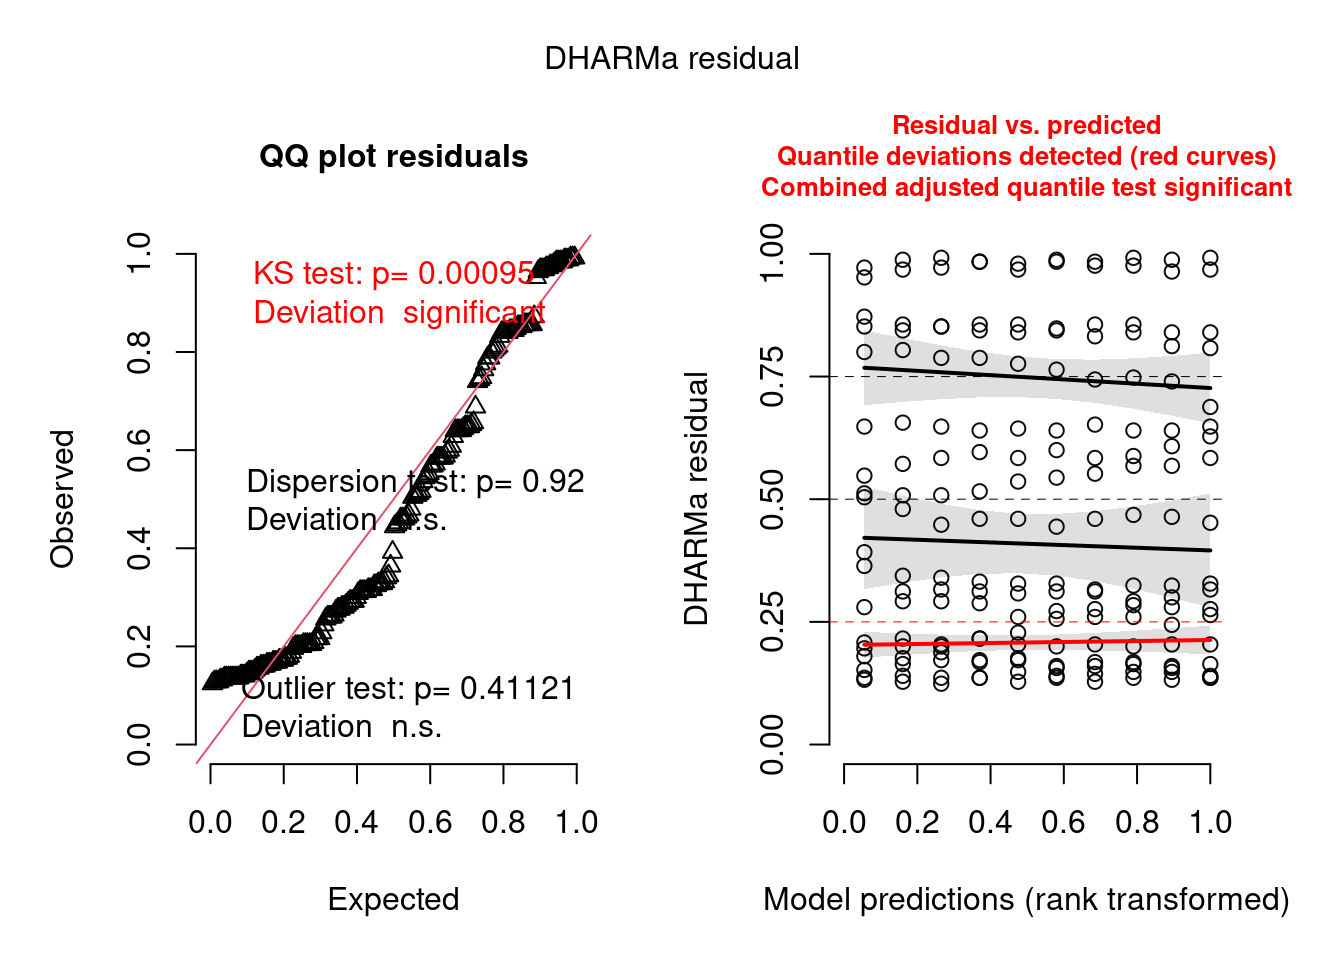 DHARMa residual
QQ plot residuals
KS test: p= 0.00095
Deviation  significant
Dispersion test: p= 0.92
Deviation  n.s.
Outlier test: p= 0.41121
Deviation  n.s.
Observed
0.0
0.2
0.4
0.6
0.8
1.0
0.0 0.2 0.4 0.6 0.8 1.0
Expected
Residual vs. predicted
Quantile deviations detected (red curves)
Combined adjusted quantile test significant
DHARMa residual
0.00
0.25
0.50
0.75
1.00
0.0 0.2 0.4 0.6 0.8 1.0
Model predictions (rank transformed)